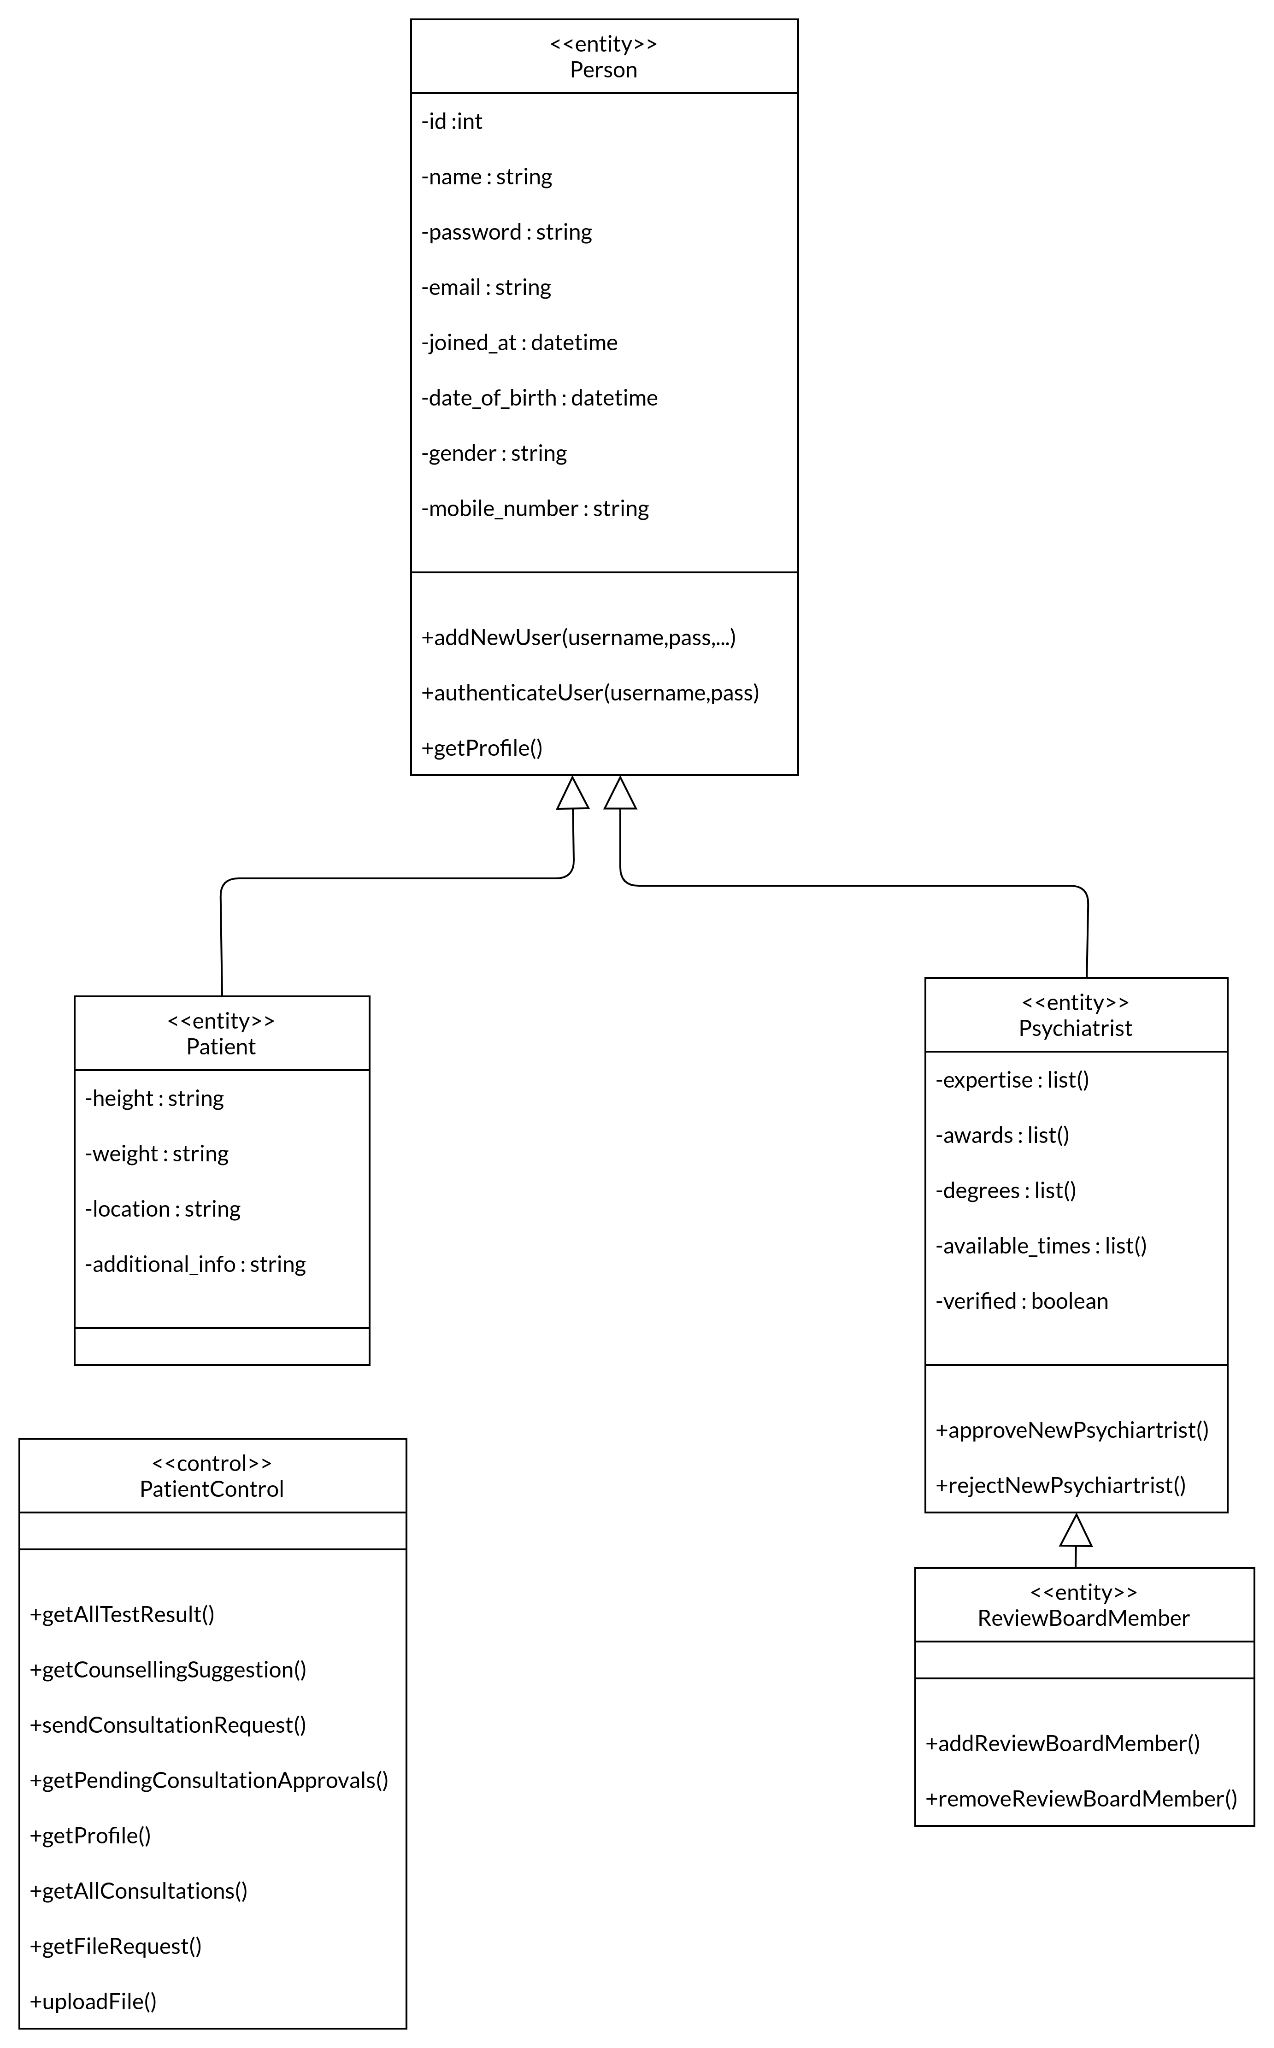 <<entity>>
Person
-id :int
-name : string
-password : string
-email : string
-joined_at : datetime
-date_of_birth : datetime
-gender : string
-mobile_number : string
+addNewUser(username,pass,...)
+authenticateUser(username,pass)
+getProfile()
<<entity>>
Patient
-height : string
-weight : string
-location : string
-additional_info : string
<<entity>>
Psychiatrist
-expertise : list()
-awards : list()
-degrees : list()
-available_times : list()
-verified : boolean
+approveNewPsychiartrist()
+rejectNewPsychiartrist()
<<control>>
PatientControl
+getAllTestResult()
+getCounsellingSuggestion()
+sendConsultationRequest()
+getPendingConsultationApprovals()
+getProfile()
+getAllConsultations()
+getFileRequest()
+uploadFile()
<<entity>>
ReviewBoardMember
+addReviewBoardMember()
+removeReviewBoardMember()